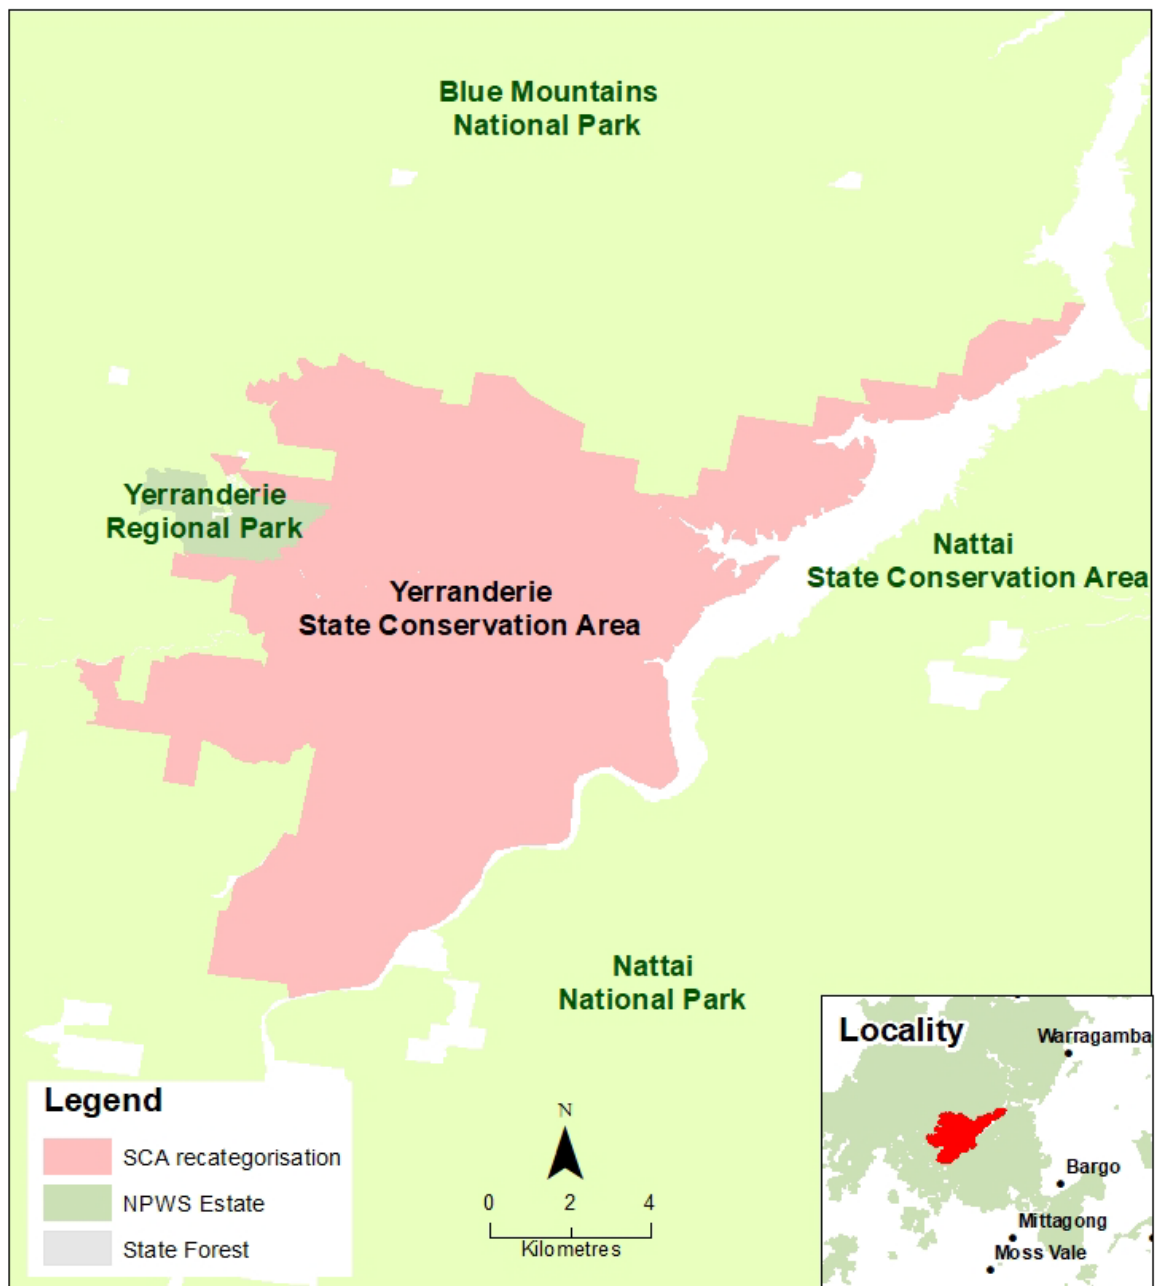 Blue Mountains
National Park
Yerranderie
Regional Park
Nattai
State Conservation Area
Yerranderie
State Conservation Area
Nattai
National Park
Legend
SCA recategorisation
NPWS Estate
State Forest
N
0 2 4
Kilometres
Locality
Warragamba
Bargo
Mittagong
Moss Vale